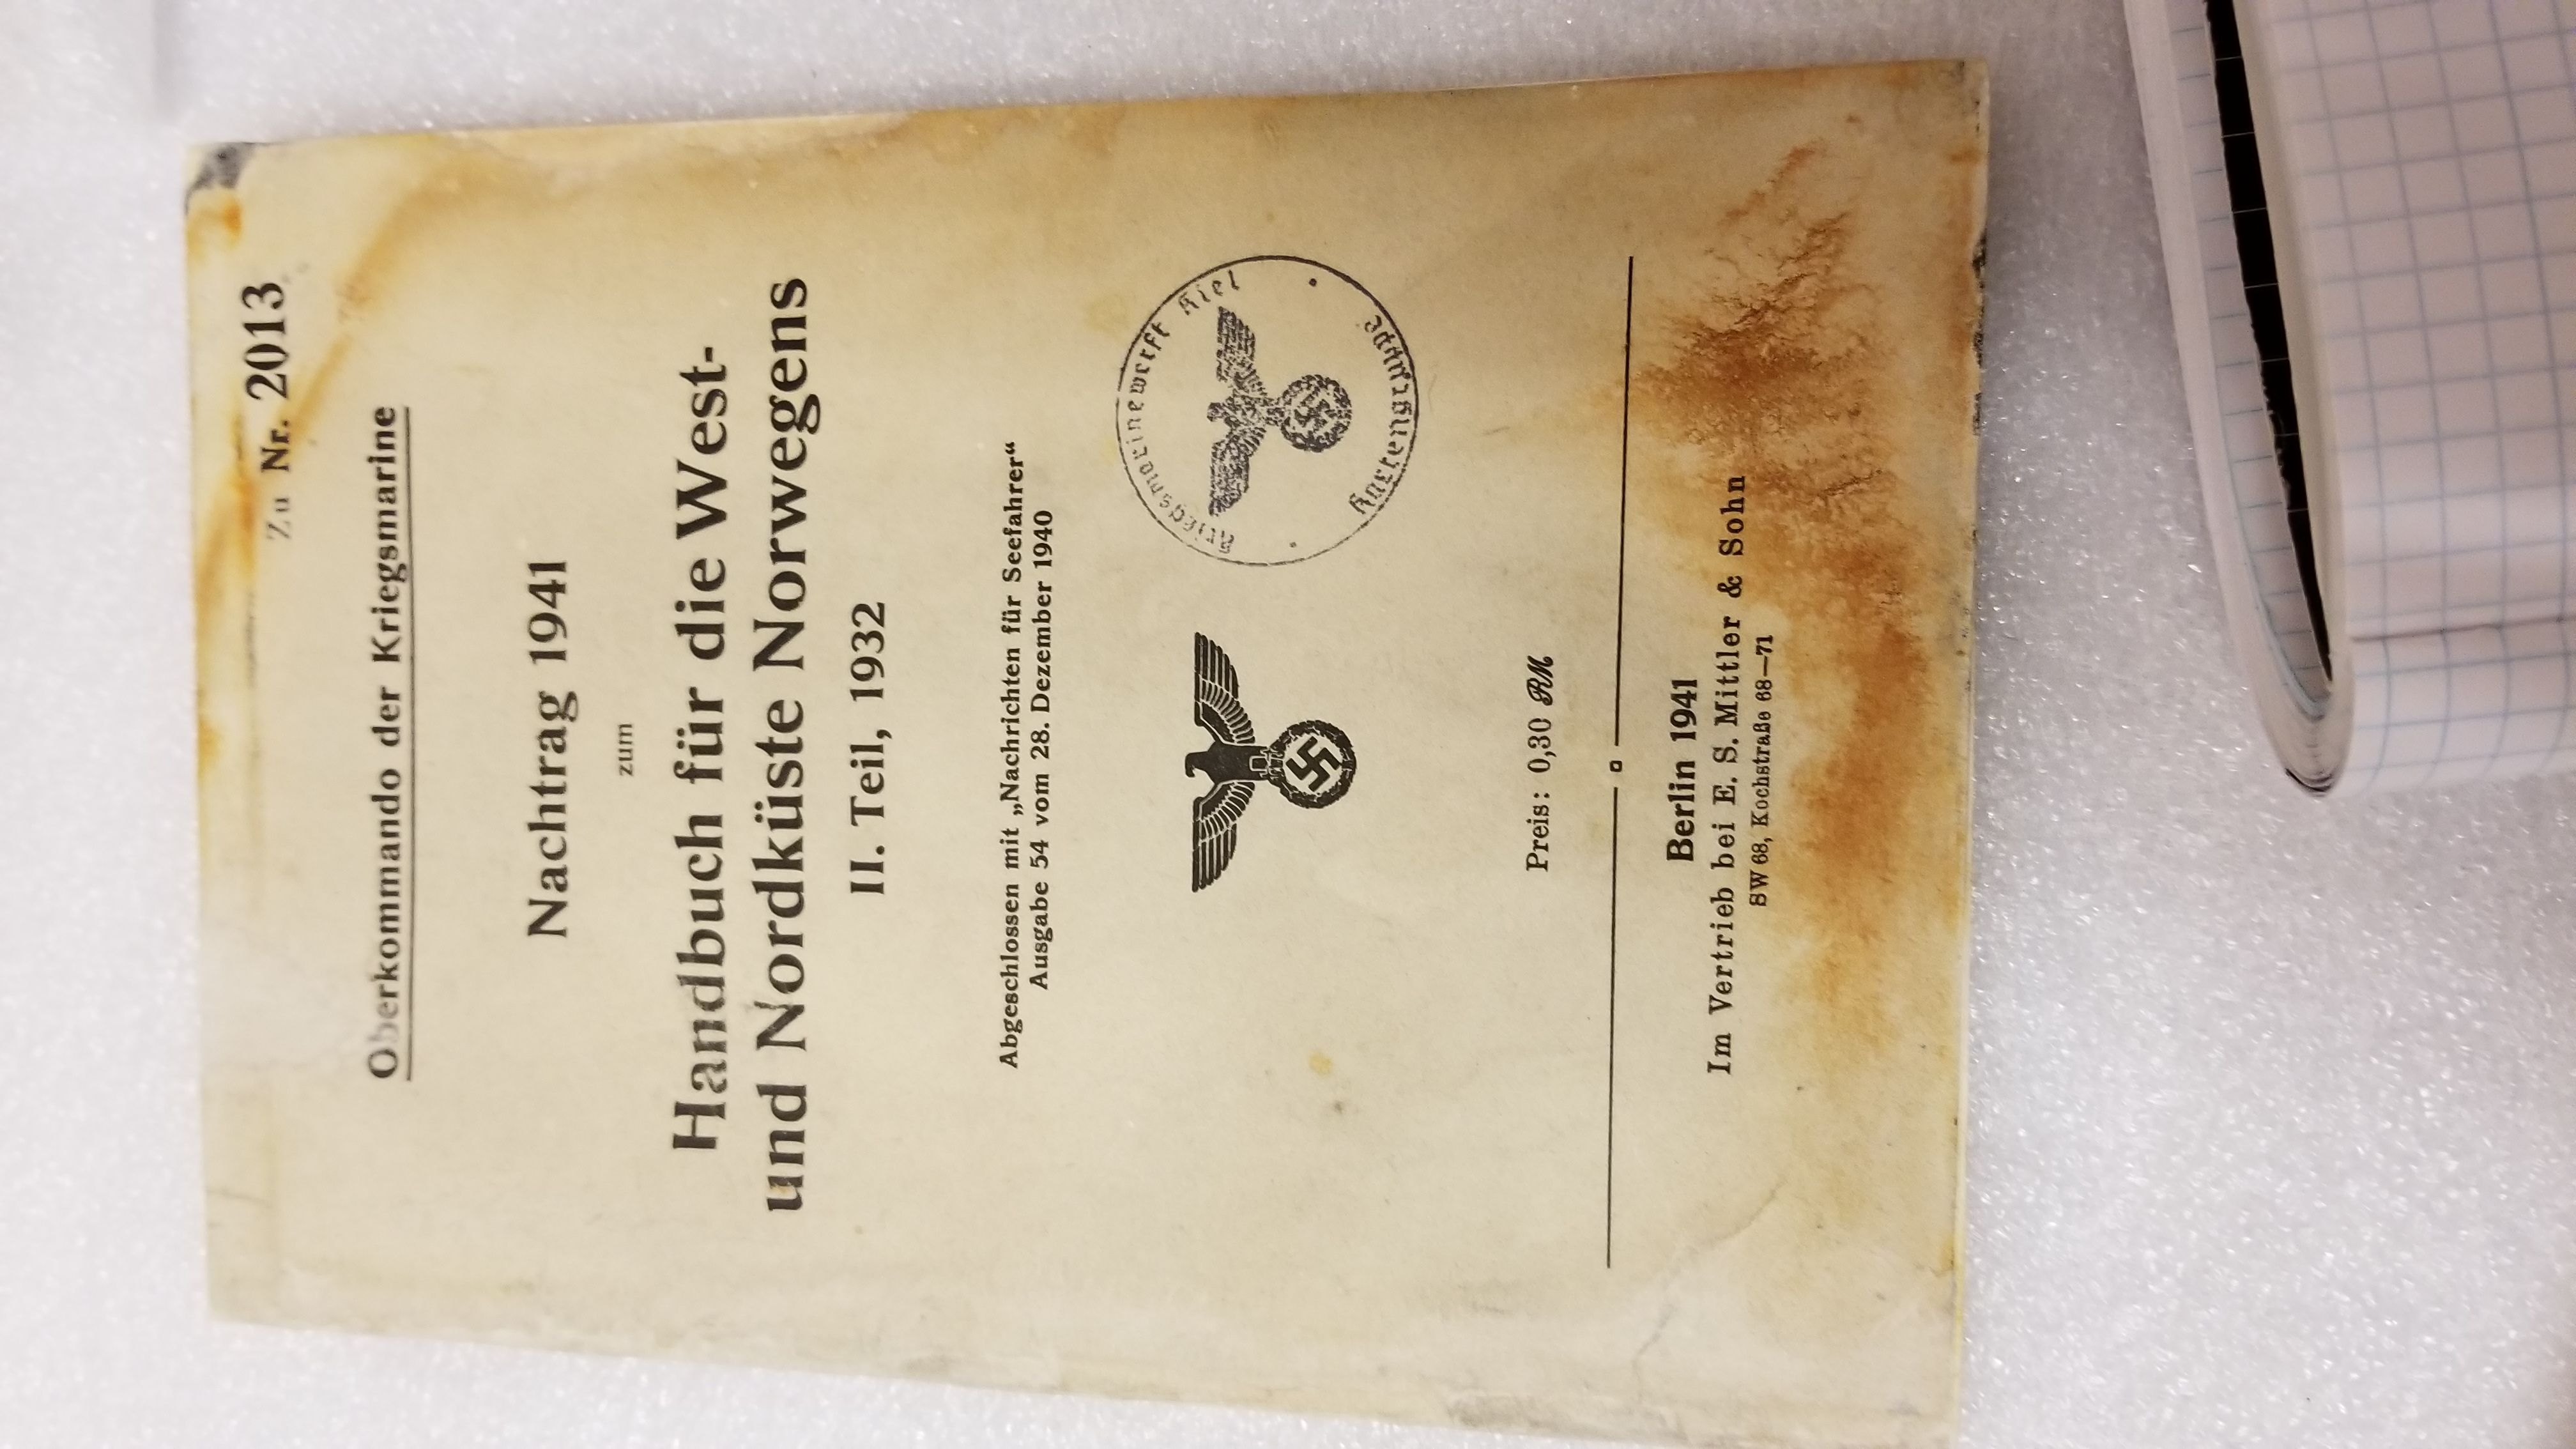 Zu Nr. 2013
Oberkommando der Kriegsmarine
Nachtrag 1941
zum
Handbuch für die West-
und Nordküste Norwegens
II. Teil, 1932
Abgeschlossen mit „Nachrichten für Seefahrer“
Ausgabe 54 vom 28. Dezember 1940
Kriegsmarinewerft Kiel
Kartengruppe
Preis: 0,30 RM
Berlin 1941
Im Vertrieb bei E. S. Mittler & Sohn
SW 68, Kochstraße 68—71